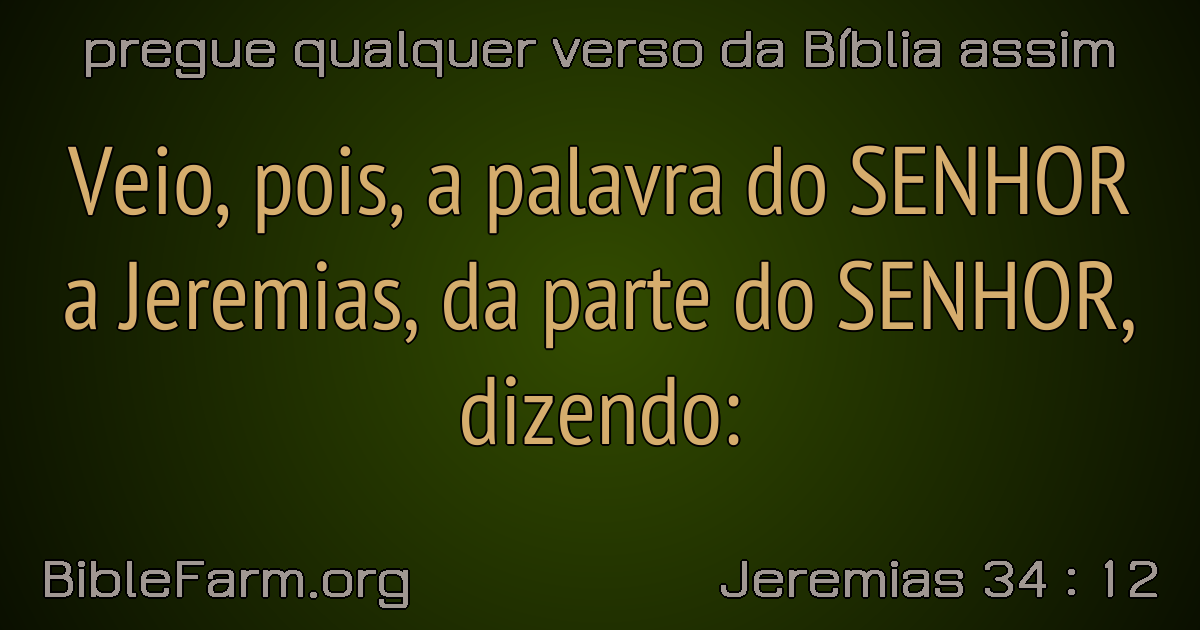 pregue qualquer verso da Bíblia assim
Veio, pois, a palavra do SENHOR
a Jeremias, da parte do SENHOR,
dizendo:
BibleFarm.org
Jeremias 34 : 12